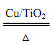 Cu/TiO₂
△